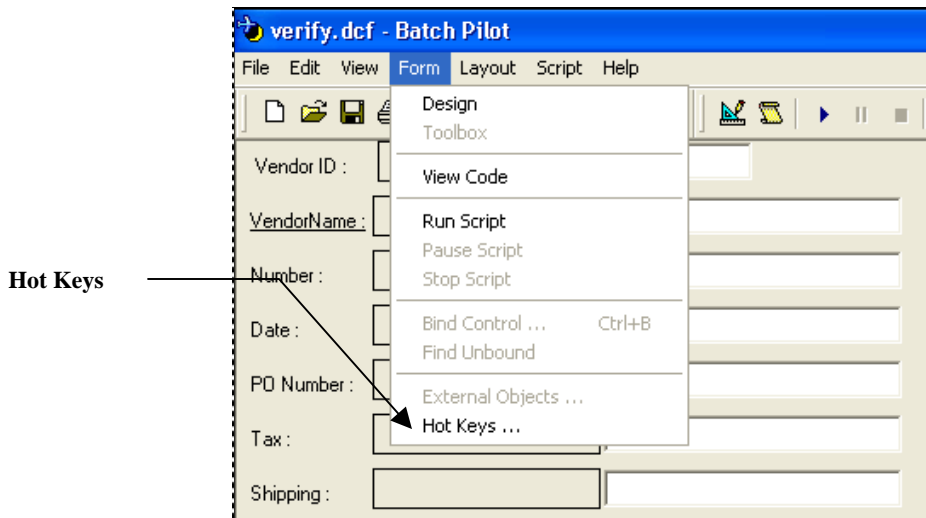 verify.dcf - Batch Pilot
File Edit View Form Layout Script Help
Design
Toolbox
Vendor ID :
View Code
VendorName :
Run Script
Pause Script
Hot Keys
Number :
Stop Script
Date :
Bind Control ... Ctrl+B
Find Unbound
PO Number :
External Objects ...
Hot Keys ...
Tax :
Shipping :